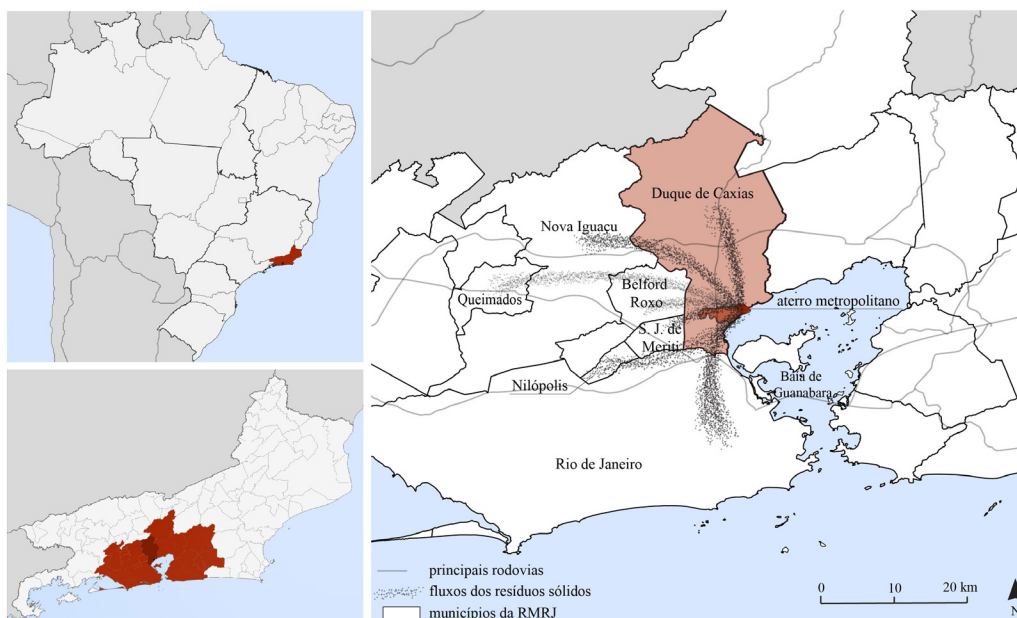 Duque de Caxias
Nova Iguaçu
Queimados
Belford
Roxo
aterro metropolitano
S. J. de
Meriti
Nilópolis
Baía de
Guanabara
Rio de Janeiro
principais rodovias
fluxos dos resíduos sólidos
municípios da RMRJ
0 10 20 km
N